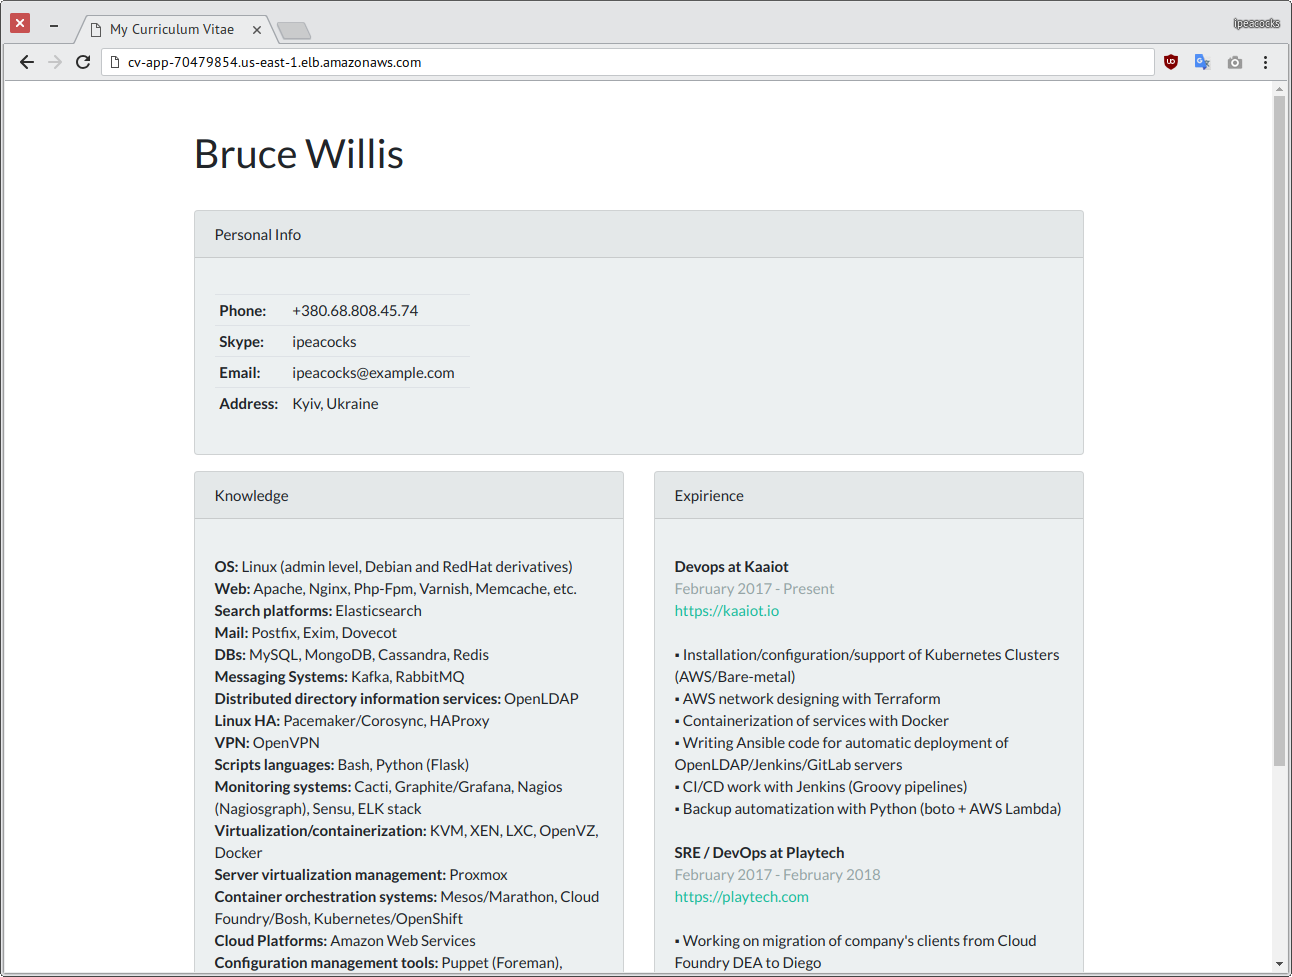 My Curriculum Vitae
ipeacocks
cv-app-70479854.us-east-1.elb.amazonaws.com
Bruce Willis
Personal Info
Phone: +380.68.808.45.74
Skype: ipeacocks
Email: ipeacocks@example.com
Address: Kyiv, Ukraine
Knowledge
OS: Linux (admin level, Debian and RedHat derivatives)
Web: Apache, Nginx, Php-Fpm, Varnish, Memcache, etc.
Search platforms: Elasticsearch
Mail: Postfix, Exim, Dovecot
DBs: MySQL, MongoDB, Cassandra, Redis
Messaging Systems: Kafka, RabbitMQ
Distributed directory information services: OpenLDAP
Linux HA: Pacemaker/Corosync, HAProxy
VPN: OpenVPN
Scripts languages: Bash, Python (Flask)
Monitoring systems: Cacti, Graphite/Grafana, Nagios
(Nagiosgraph), Sensu, ELK stack
Virtualization/containerization: KVM, XEN, LXC, OpenVZ,
Docker
Server virtualization management: Proxmox
Container orchestration systems: Mesos/Marathon, Cloud
Foundry/Bosh, Kubernetes/OpenShift
Cloud Platforms: Amazon Web Services
Configuration management tools: Puppet (Foreman),
Expirience
Devops at Kaaiot
February 2017 - Present
https://kaaiot.io
▪ Installation/configuration/support of Kubernetes Clusters
(AWS/Bare-metal)
▪ AWS network designing with Terraform
▪ Containerization of services with Docker
▪ Writing Ansible code for automatic deployment of
OpenLDAP/Jenkins/GitLab servers
▪ CI/CD work with Jenkins (Groovy pipelines)
▪ Backup automatization with Python (boto + AWS Lambda)
SRE / DevOps at Playtech
February 2017 - February 2018
https://playtech.com
▪ Working on migration of company's clients from Cloud
Foundry DEA to Diego